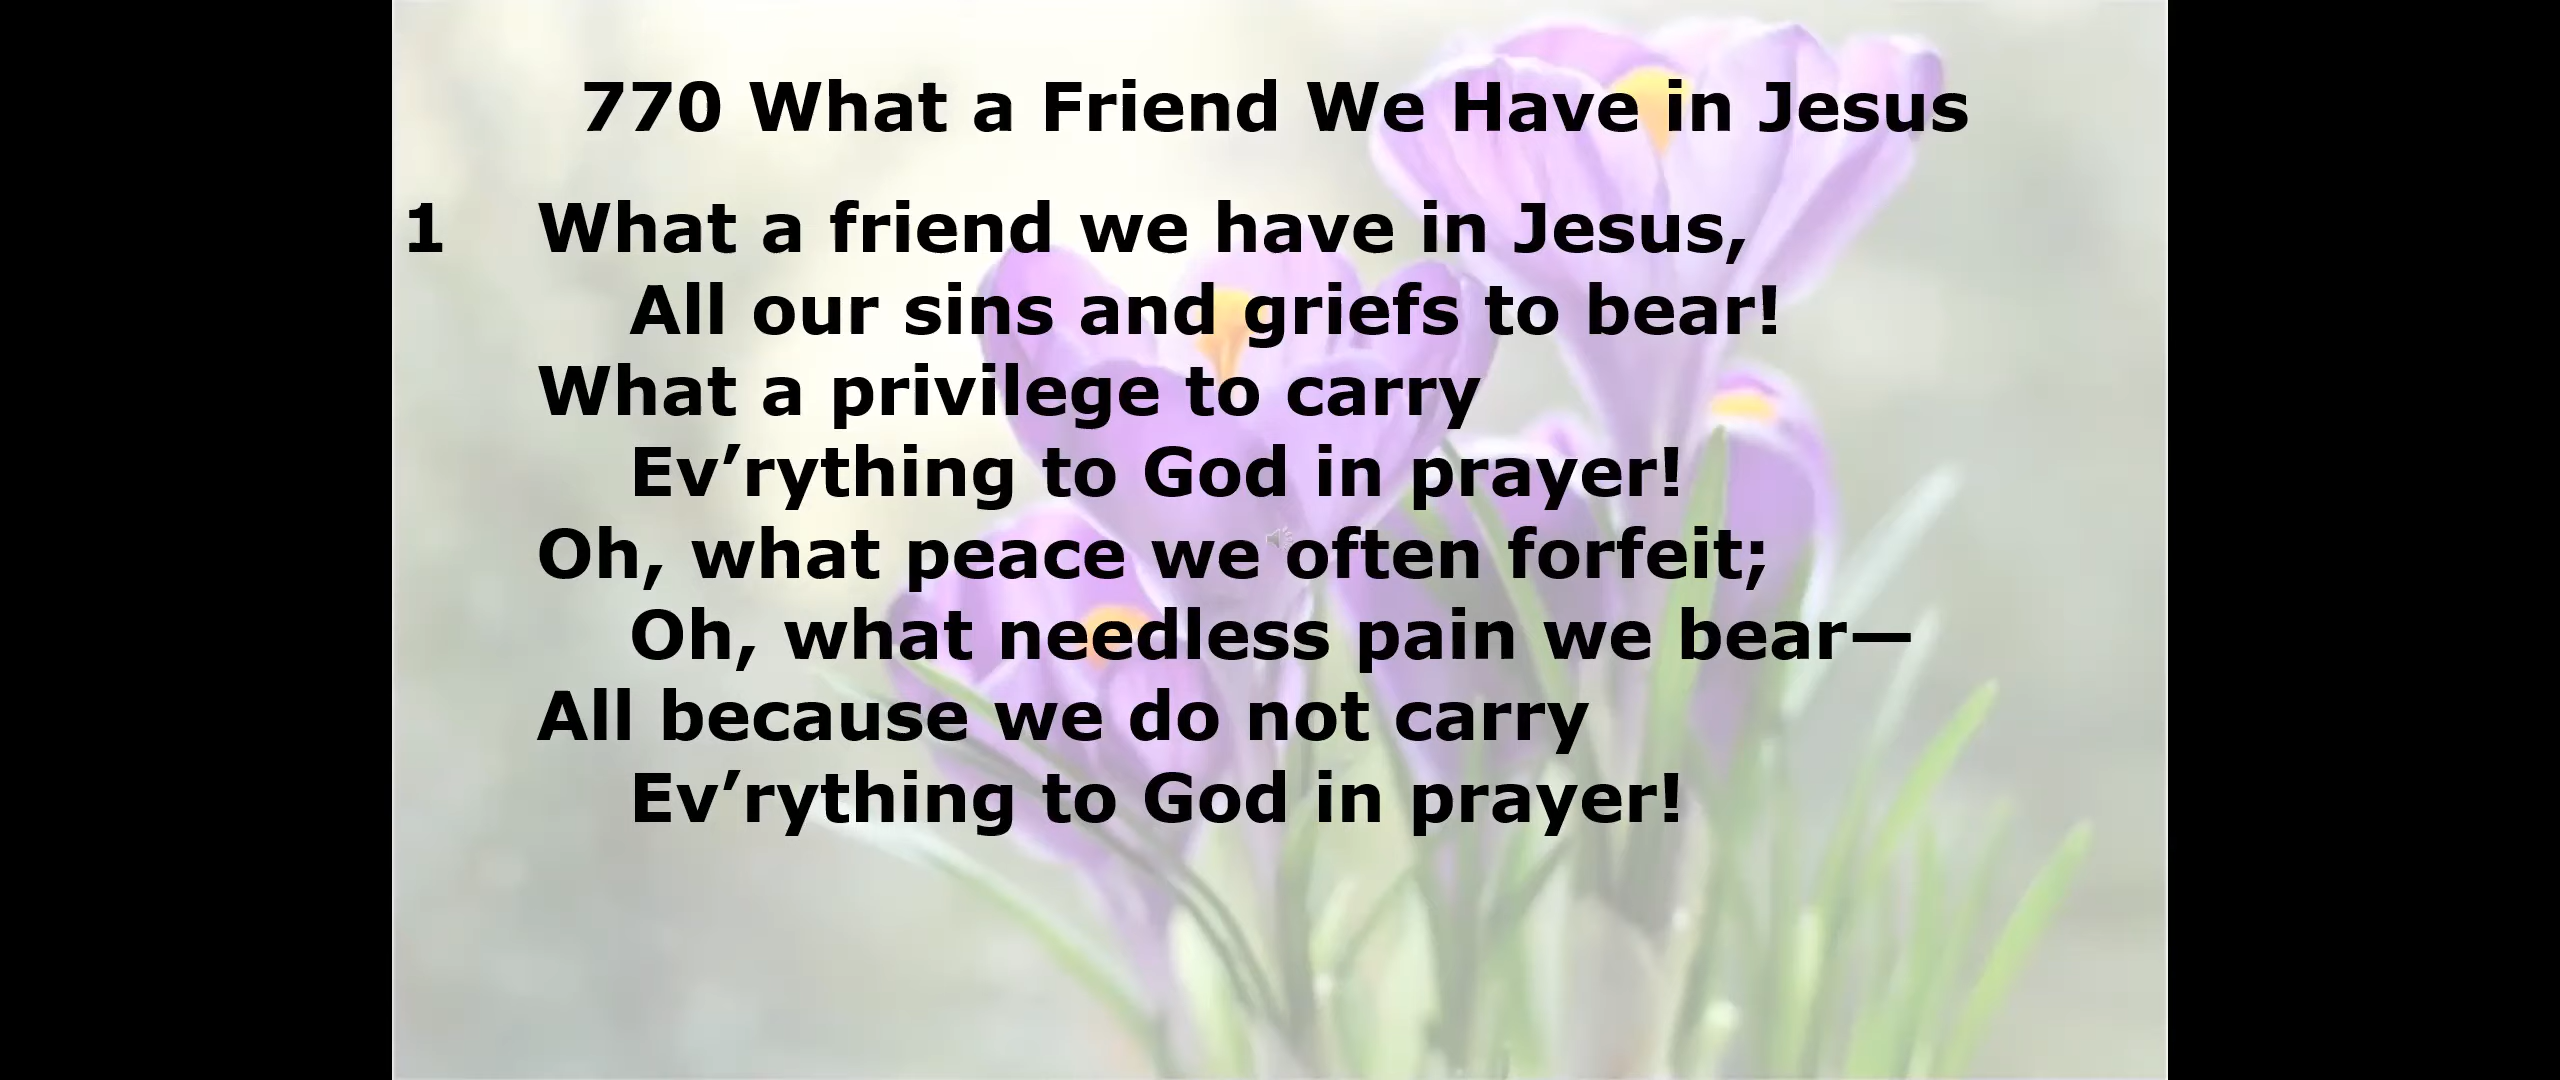 770 What a Friend We Have in Jesus
1 What a friend we have in Jesus,
All our sins and griefs to bear!
What a privilege to carry
Ev’rything to God in prayer!
Oh, what peace we often forfeit;
Oh, what needless pain we bear—
All because we do not carry
Ev’rything to God in prayer!